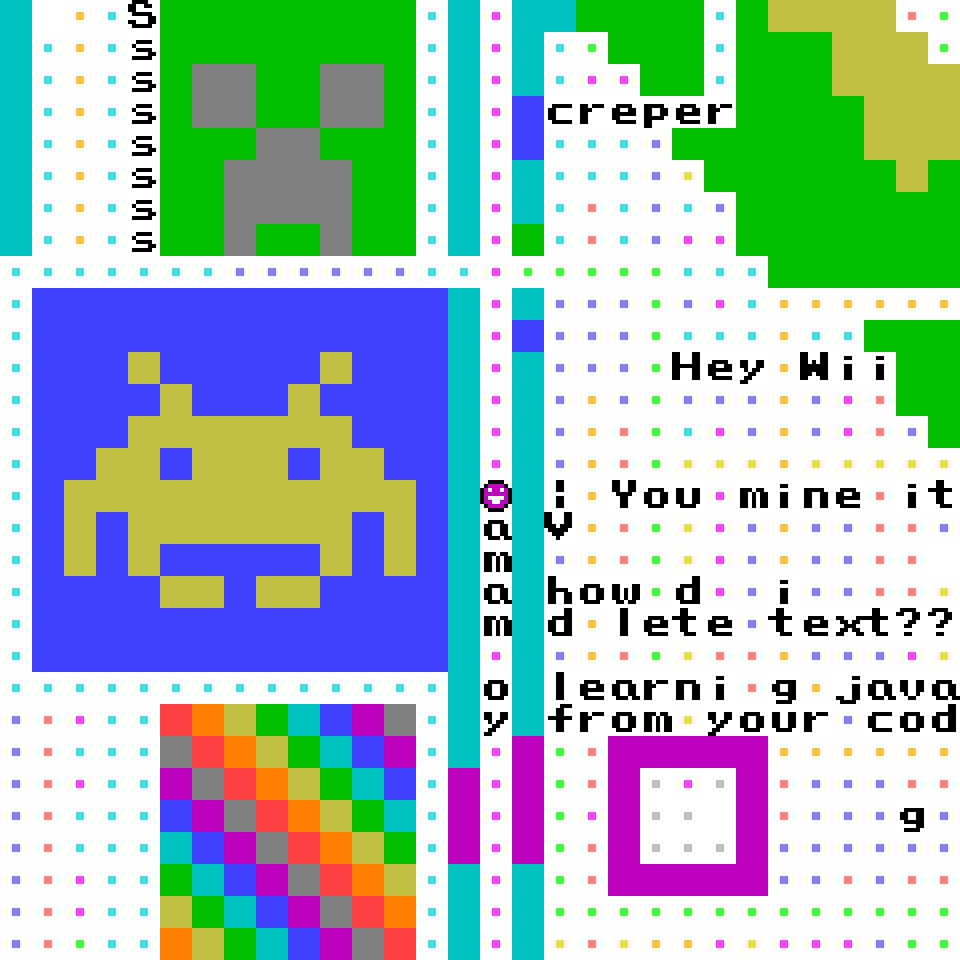 S
S
S
creper
S
S
S
S
S
Hey Wii
! You mine it
a V
m
a how d i
m d lete text??
o learni g java
y from your cod
g